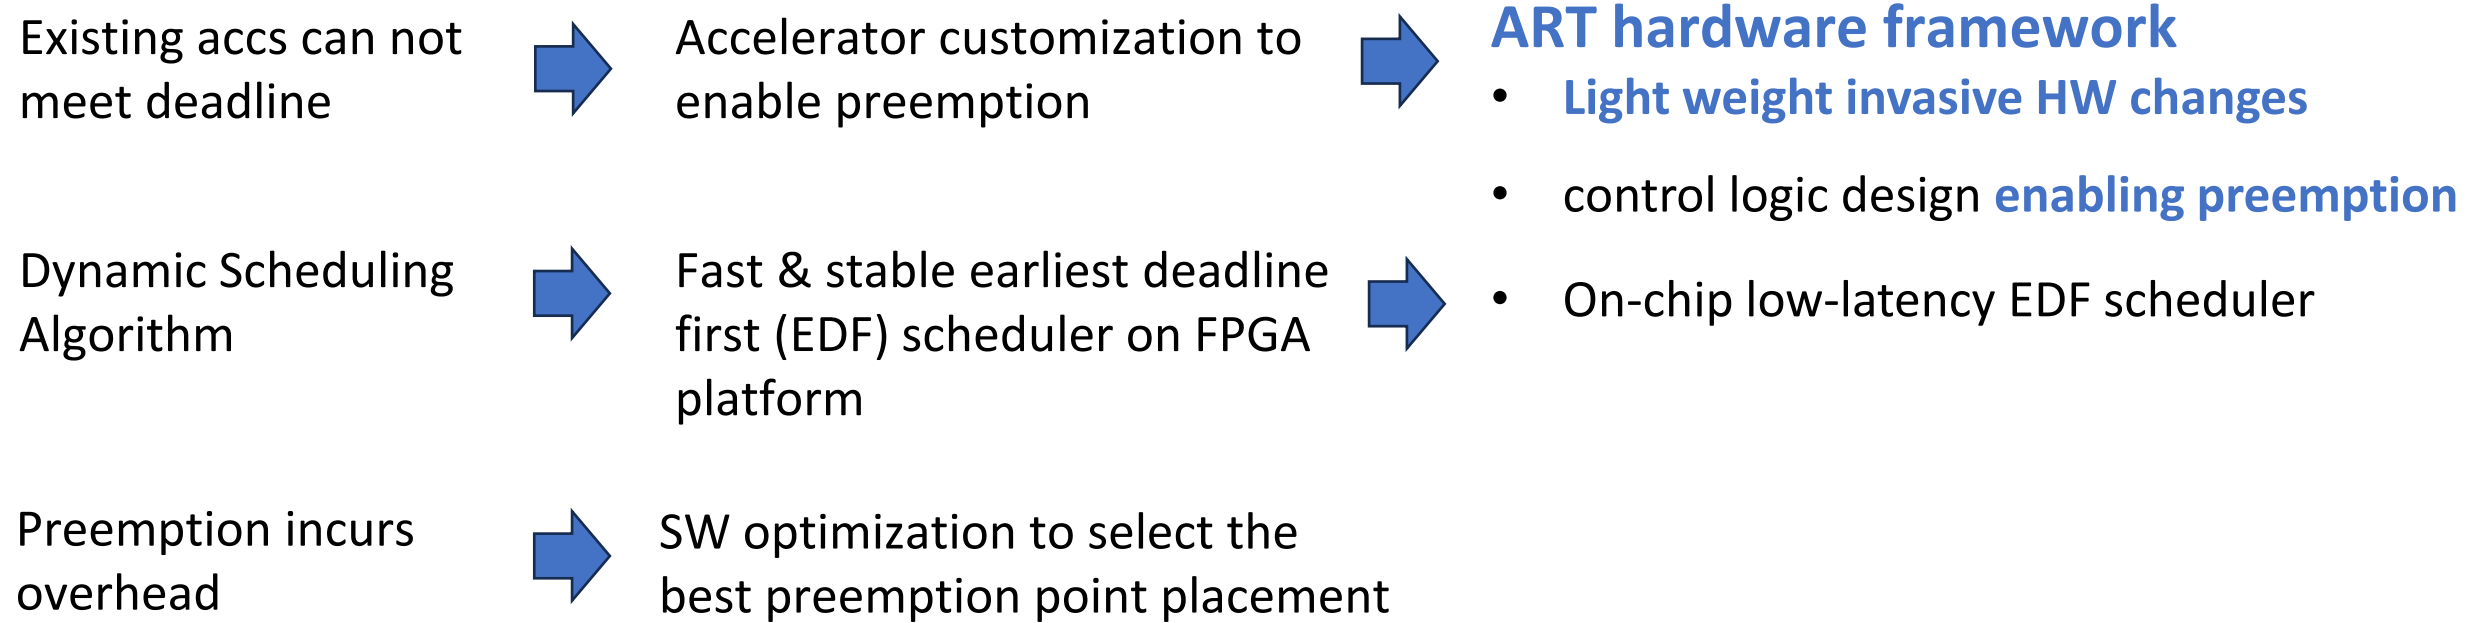 Existing accs can not
meet deadline
Accelerator customization to
enable preemption
ART hardware framework
• Light weight invasive HW changes
• control logic design enabling preemption
Dynamic Scheduling
Algorithm
Fast & stable earliest deadline
first (EDF) scheduler on FPGA
platform
• On-chip low-latency EDF scheduler
Preemption incurs
overhead
SW optimization to select the
best preemption point placement